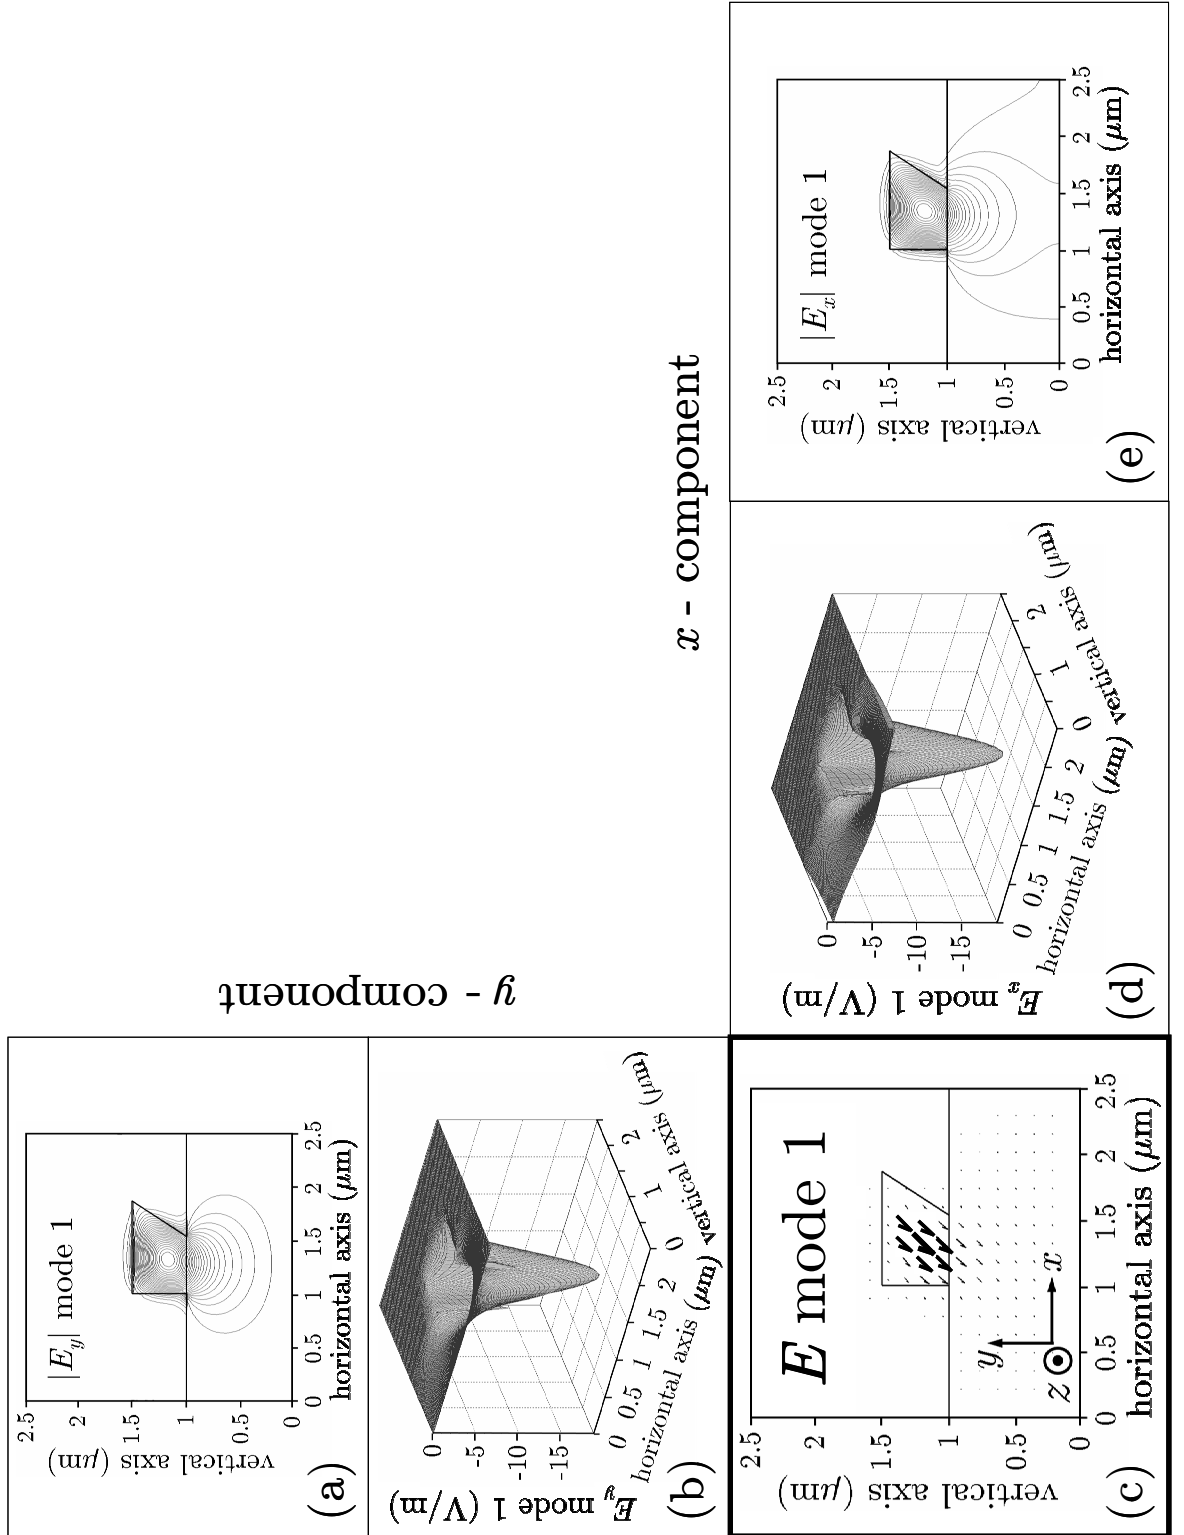 y - component
x - component
|E_y| mode 1
2.5
2
1.5
1
0.5
0
vertical axis (μm)
0 0.5 1 1.5 2 2.5
horizontal axis (μm)
(a)
0
-5
-10
-15
E_y mode 1 (V/m)
0 0.5 1 1.5 2
horizontal axis (μm)
0 1 2
vertical axis (μm)
(b)
E mode 1
2.5
2
1.5
1
0.5
0
vertical axis (μm)
y
x
z
0 0.5 1 1.5 2 2.5
horizontal axis (μm)
(c)
0
-5
-10
-15
E_x mode 1 (V/m)
0 0.5 1 1.5 2
horizontal axis (μm)
0 1 2
vertical axis (μm)
(d)
|E_x| mode 1
2.5
2
1.5
1
0.5
0
vertical axis (μm)
0 0.5 1 1.5 2 2.5
horizontal axis (μm)
(e)